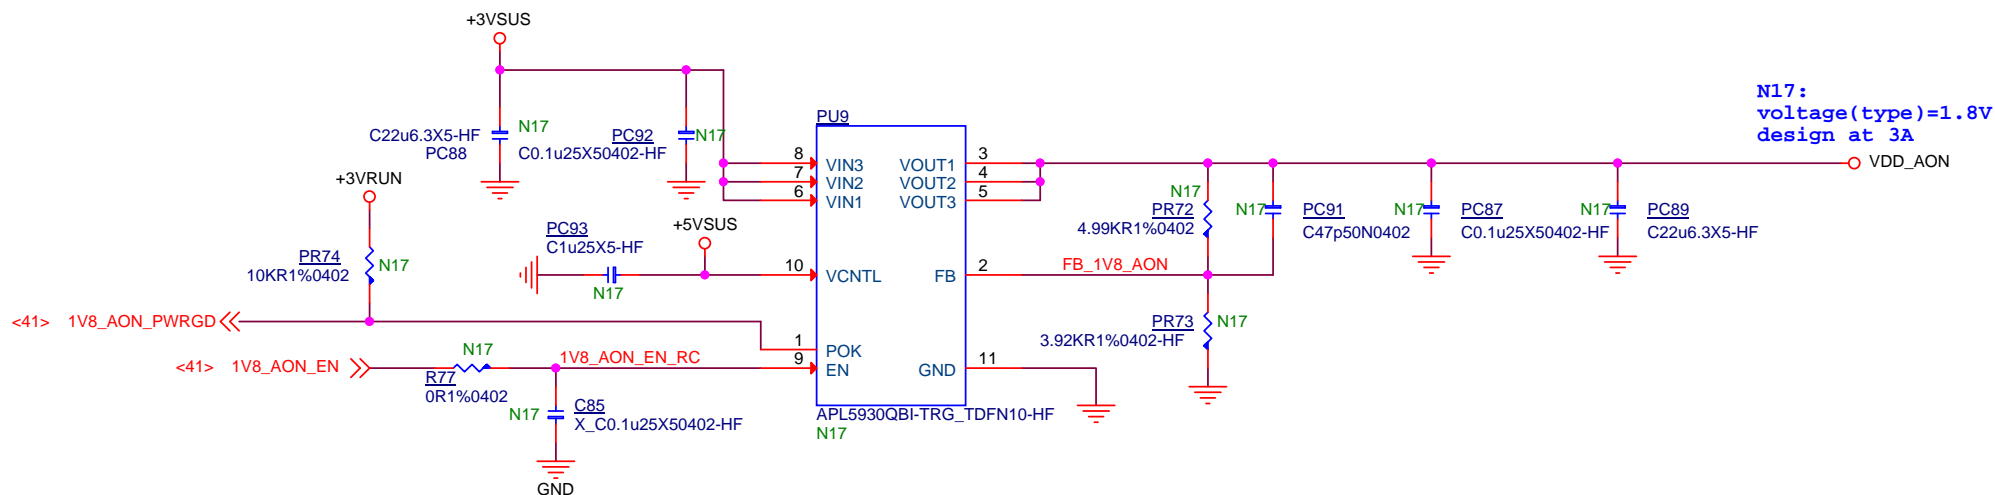 +3VSUS
C22u6.3X5-HF
PC88
N17
PC92
C0.1u25X50402-HF
N17
PU9
N17:
voltage(type)=1.8V
design at 3A
+3VRUN
8
7
6
VIN3
VIN2
VIN1
VOUT1
VOUT2
VOUT3
3
4
5
VDD_AON
PR74
10KR1%0402
N17
PC93
C1u25X5-HF
N17
+5VSUS
10
VCNTL
FB
2
FB_1V8_AON
N17
PR72
4.99KR1%0402
N17
PC91
C47p50N0402
N17
PC87
C0.1u25X50402-HF
N17
PC89
C22u6.3X5-HF
PR73
3.92KR1%0402-HF
N17
<41> 1V8_AON_PWRGD
<41> 1V8_AON_EN
N17
R77
0R1%0402
1V8_AON_EN_RC
1
9
POK
EN
GND
11
N17
C85
X_C0.1u25X50402-HF
GND
APL5930QBI-TRG_TDFN10-HF
N17